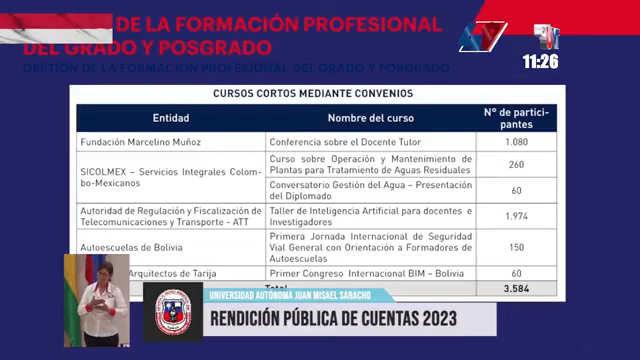 DE LA FORMACIÓN PROFESIONAL
DEL GRADO Y POSGRADO
GESTIÓN DE LA FORMACIÓN PROFESIONAL DEL GRADO Y POSGRADO
11:26
CURSOS CORTOS MEDIANTE CONVENIOS
Entidad
Nombre del curso
N° de partici-
pantes
Fundación Marcelino Muñoz
Conferencia sobre el Docente Tutor
1.080
SICOLMEX – Servicios Integrales Colom-
bo-Mexicanos
Curso sobre Operación y Mantenimiento de
Plantas para Tratamiento de Aguas Residuales
260
Conversatorio Gestión del Agua – Presentación
del Diplomado
60
Autoridad de Regulación y Fiscalización de
Telecomunicaciones y Transporte - ATT
Taller de Inteligencia Artificial para docentes e
Investigadores
1.974
Autoescuelas de Bolivia
Primera Jornada Internacional de Seguridad
Vial General con Orientación a Formadores de
Autoescuelas
150
Arquitectos de Tarija
Primer Congreso Internacional BIM – Bolivia
60
Total
3.584
UNIVERSIDAD AUTÓNOMA JUAN MISAEL SARACHO
RENDICIÓN PÚBLICA DE CUENTAS 2023